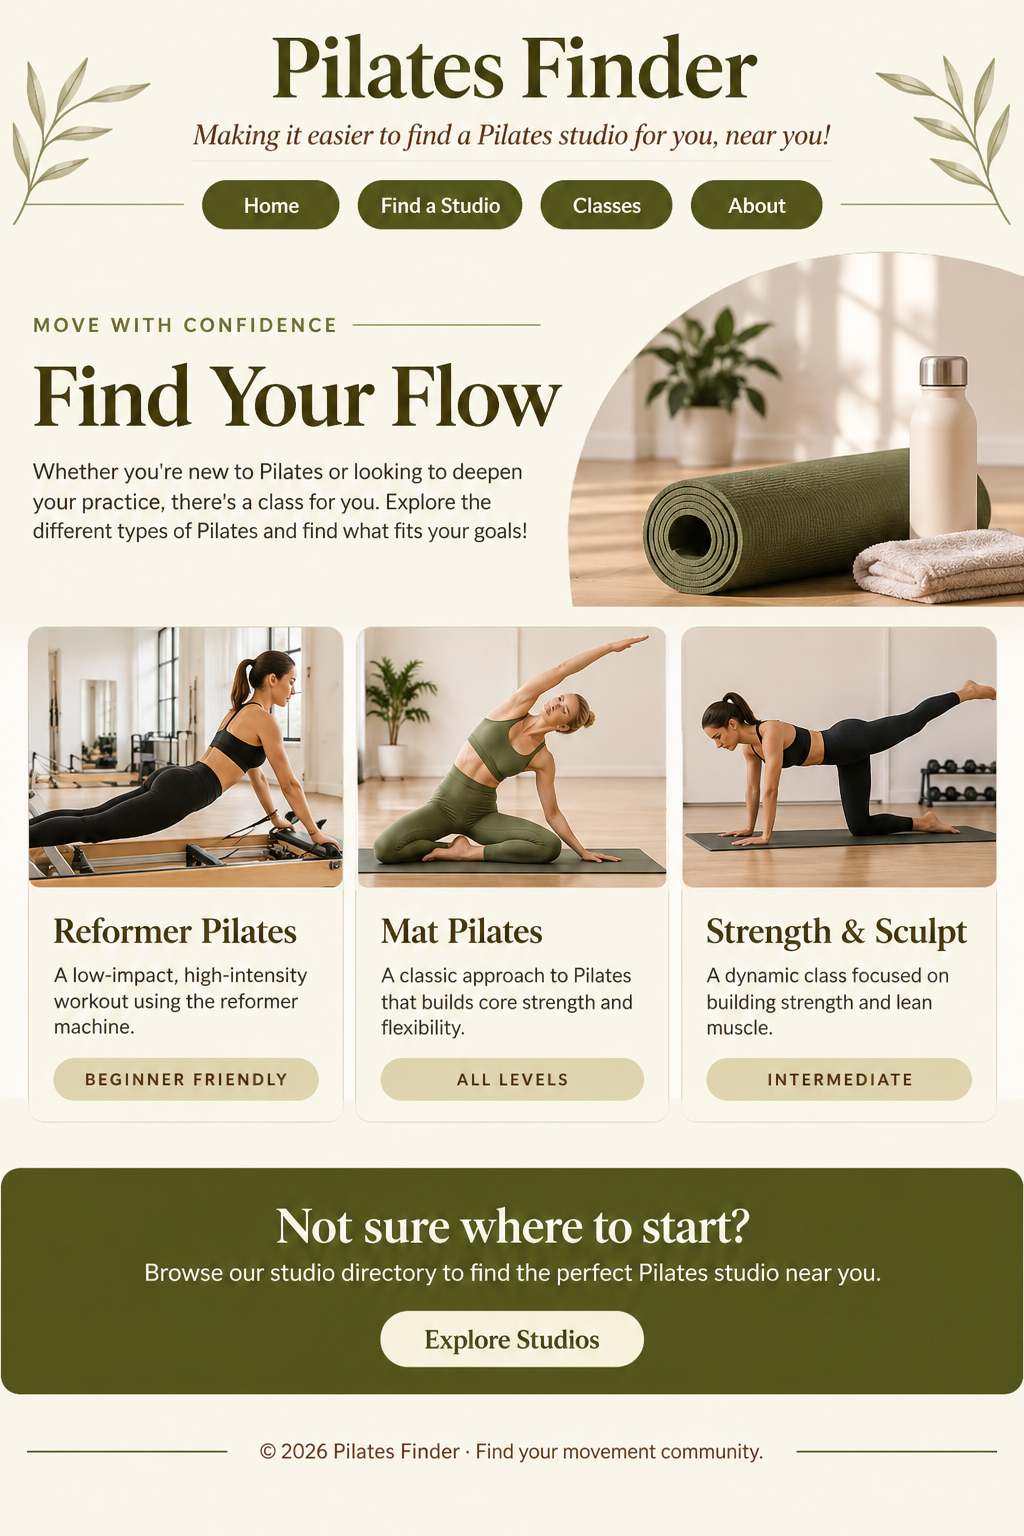 Pilates Finder
Making it easier to find a Pilates studio for you, near you!
Home
Find a Studio
Classes
About
MOVE WITH CONFIDENCE
Find Your Flow
Whether you're new to Pilates or looking to deepen
your practice, there's a class for you. Explore the
different types of Pilates and find what fits your goals!
Reformer Pilates
A low-impact, high-intensity
workout using the reformer
machine.
BEGINNER FRIENDLY
Mat Pilates
A classic approach to Pilates
that builds core strength and
flexibility.
ALL LEVELS
Strength & Sculpt
A dynamic class focused on
building strength and lean
muscle.
INTERMEDIATE
Not sure where to start?
Browse our studio directory to find the perfect Pilates studio near you.
Explore Studios
© 2026 Pilates Finder · Find your movement community.